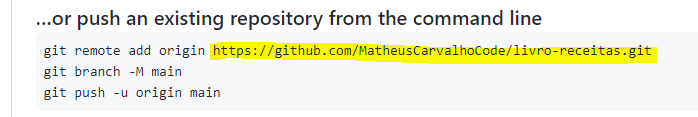 ...or push an existing repository from the command line
git remote add origin https://github.com/MatheusCarvalhoCode/livro-receitas.git
git branch -M main
git push -u origin main